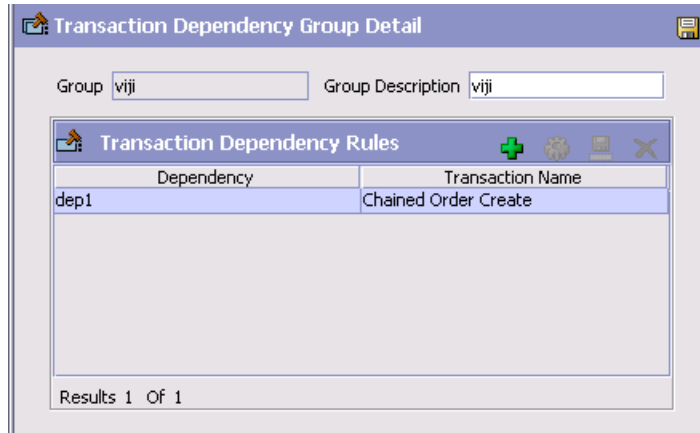 Transaction Dependency Group Detail
Group viji Group Description viji
Transaction Dependency Rules
Dependency Transaction Name
dep1 Chained Order Create
Results 1 Of 1